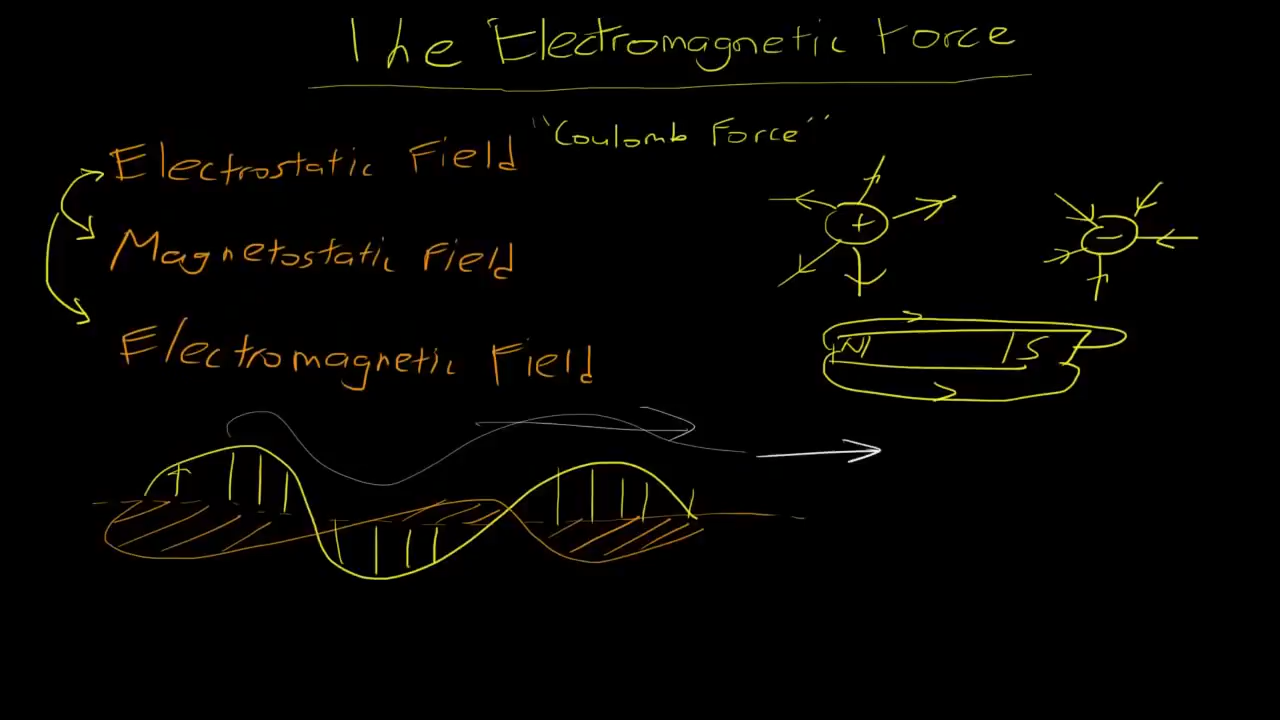 The Electromagnetic Force
"Coulomb Force"
Electrostatic Field
+
-
Magnetostatic Field
N S
Electromagnetic Field